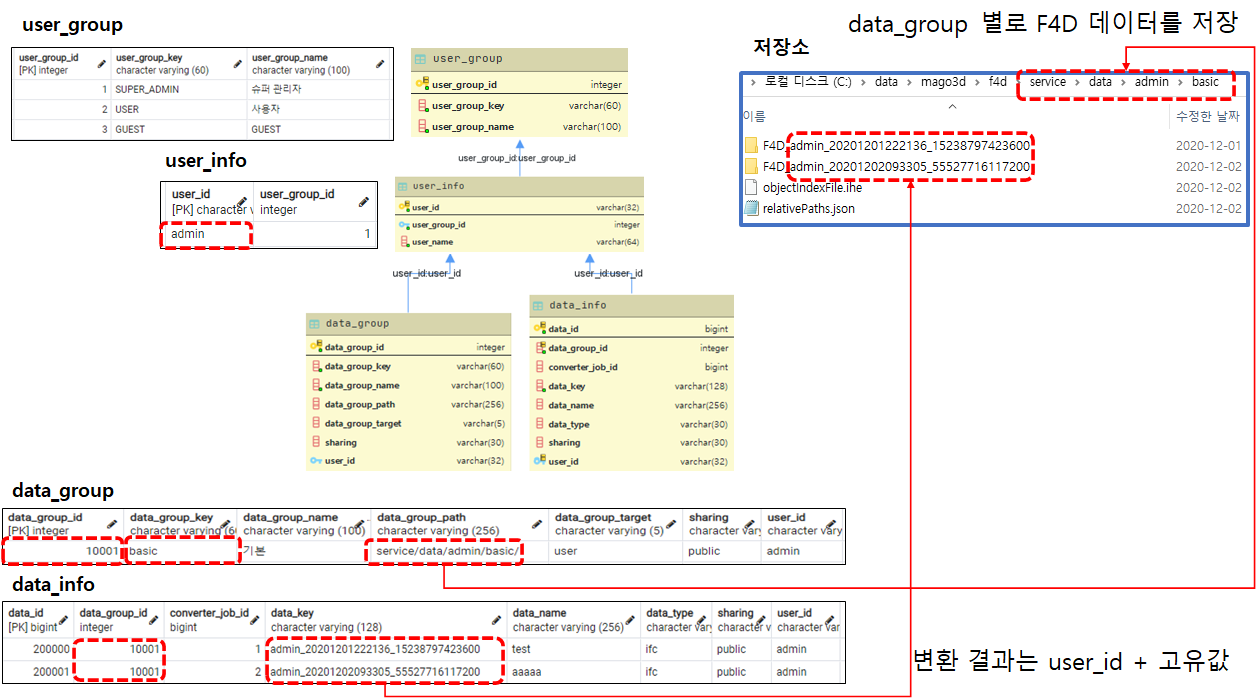 user_group
user_group_id
[PK] integer
user_group_key
character varying (60)
user_group_name
character varying (100)
1 SUPER_ADMIN 슈퍼 관리자
2 USER 사용자
3 GUEST GUEST
user_info
user_id
[PK] character v
user_group_id
integer
admin 1
user_group
user_group_id integer
user_group_key varchar(60)
user_group_name varchar(100)
user_group_id:user_group_id
user_info
user_id varchar(32)
user_group_id integer
user_name varchar(64)
user_id:user_id
user_id:user_id
data_group
data_group_id integer
data_group_key varchar(60)
data_group_name varchar(100)
data_group_path varchar(256)
data_group_target varchar(5)
sharing varchar(30)
user_id varchar(32)
data_info
data_id bigint
data_group_id integer
converter_job_id bigint
data_key varchar(128)
data_name varchar(256)
data_type varchar(30)
sharing varchar(30)
user_id varchar(32)
data_group 별로 F4D 데이터를 저장
저장소
로컬 디스크 (C:) > data > mago3d > f4d > service > data > admin > basic
이름 수정한 날짜
F4D_admin_20201201222136_15238797423600 2020-12-01
F4D_admin_20201202093305_55527716117200 2020-12-02
objectIndexFile.ihe 2020-12-02
relativePaths.json 2020-12-02
data_group
data_group_id
[PK] integer
data_group_key
character varying (60
data_group_name
character varying (100)
data_group_path
character varying (256)
data_group_target
character varying (5)
sharing
character vary
user_id
character vary
10001 basic 기본 service/data/admin/basic/ user public admin
data_info
data_id
[PK] bigint
data_group_id
integer
converter_job_id
bigint
data_key
character varying (128)
data_name
character varying (256)
data_type
character vary
sharing
character v
user_id
character var
200000 10001 1 admin_20201201222136_15238797423600 test ifc public admin
200001 10001 2 admin_20201202093305_55527716117200 aaaaa ifc public admin
변환 결과는 user_id + 고유값